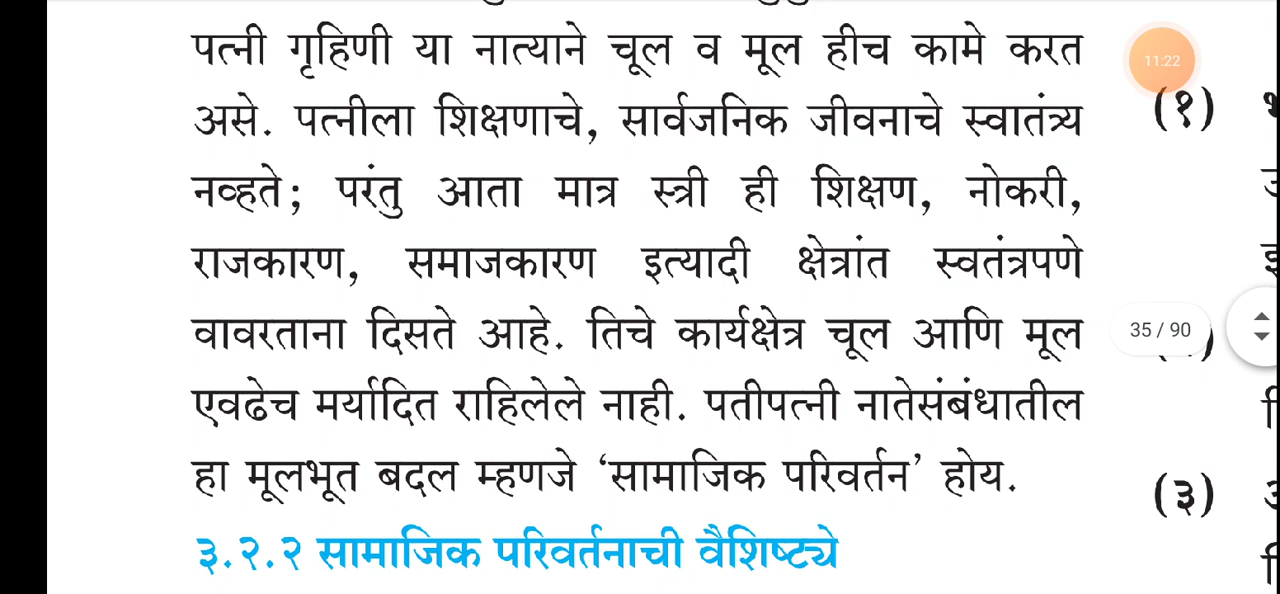 पत्नी गृहिणी या नात्याने चूल व मूल हीच कामे करत
असे. पत्नीला शिक्षणाचे, सार्वजनिक जीवनाचे स्वातंत्र्य
नव्हते; परंतु आता मात्र स्त्री ही शिक्षण, नोकरी,
राजकारण, समाजकारण इत्यादी क्षेत्रांत स्वतंत्रपणे
वावरताना दिसते आहे. तिचे कार्यक्षेत्र चूल आणि मूल
एवढेच मर्यादित राहिलेले नाही. पतीपत्नी नातेसंबंधातील
हा मूलभूत बदल म्हणजे ‘सामाजिक परिवर्तन’ होय.
३.२.२ सामाजिक परिवर्तनाची वैशिष्ट्ये
11:22
(१)
35 / 90
(३)